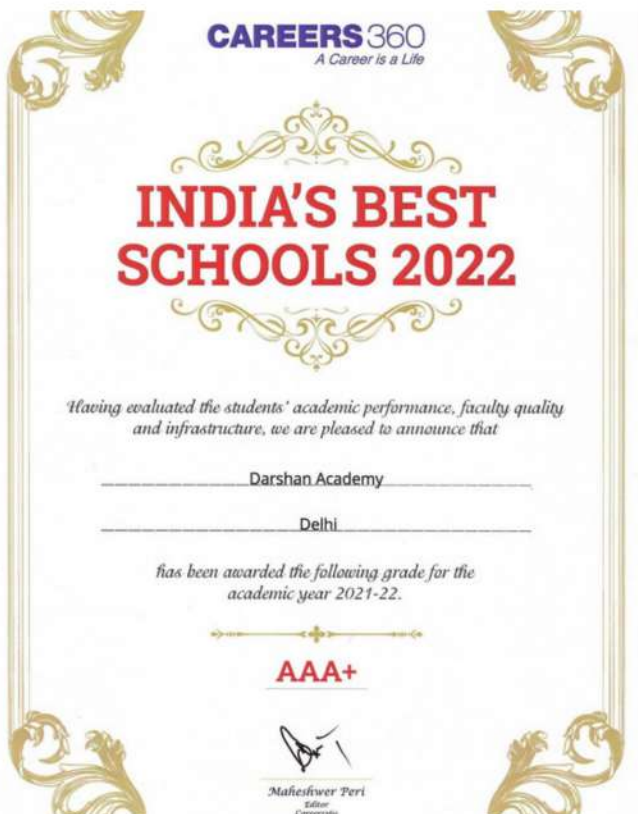 CAREERS360
A Career is a Life
INDIA'S BEST
SCHOOLS 2022
Having evaluated the students' academic performance, faculty quality
and infrastructure, we are pleased to announce that
Darshan Academy
Delhi
has been awarded the following grade for the
academic year 2021-22.
AAA+
Maheshwer Peri
Editor
Careers360